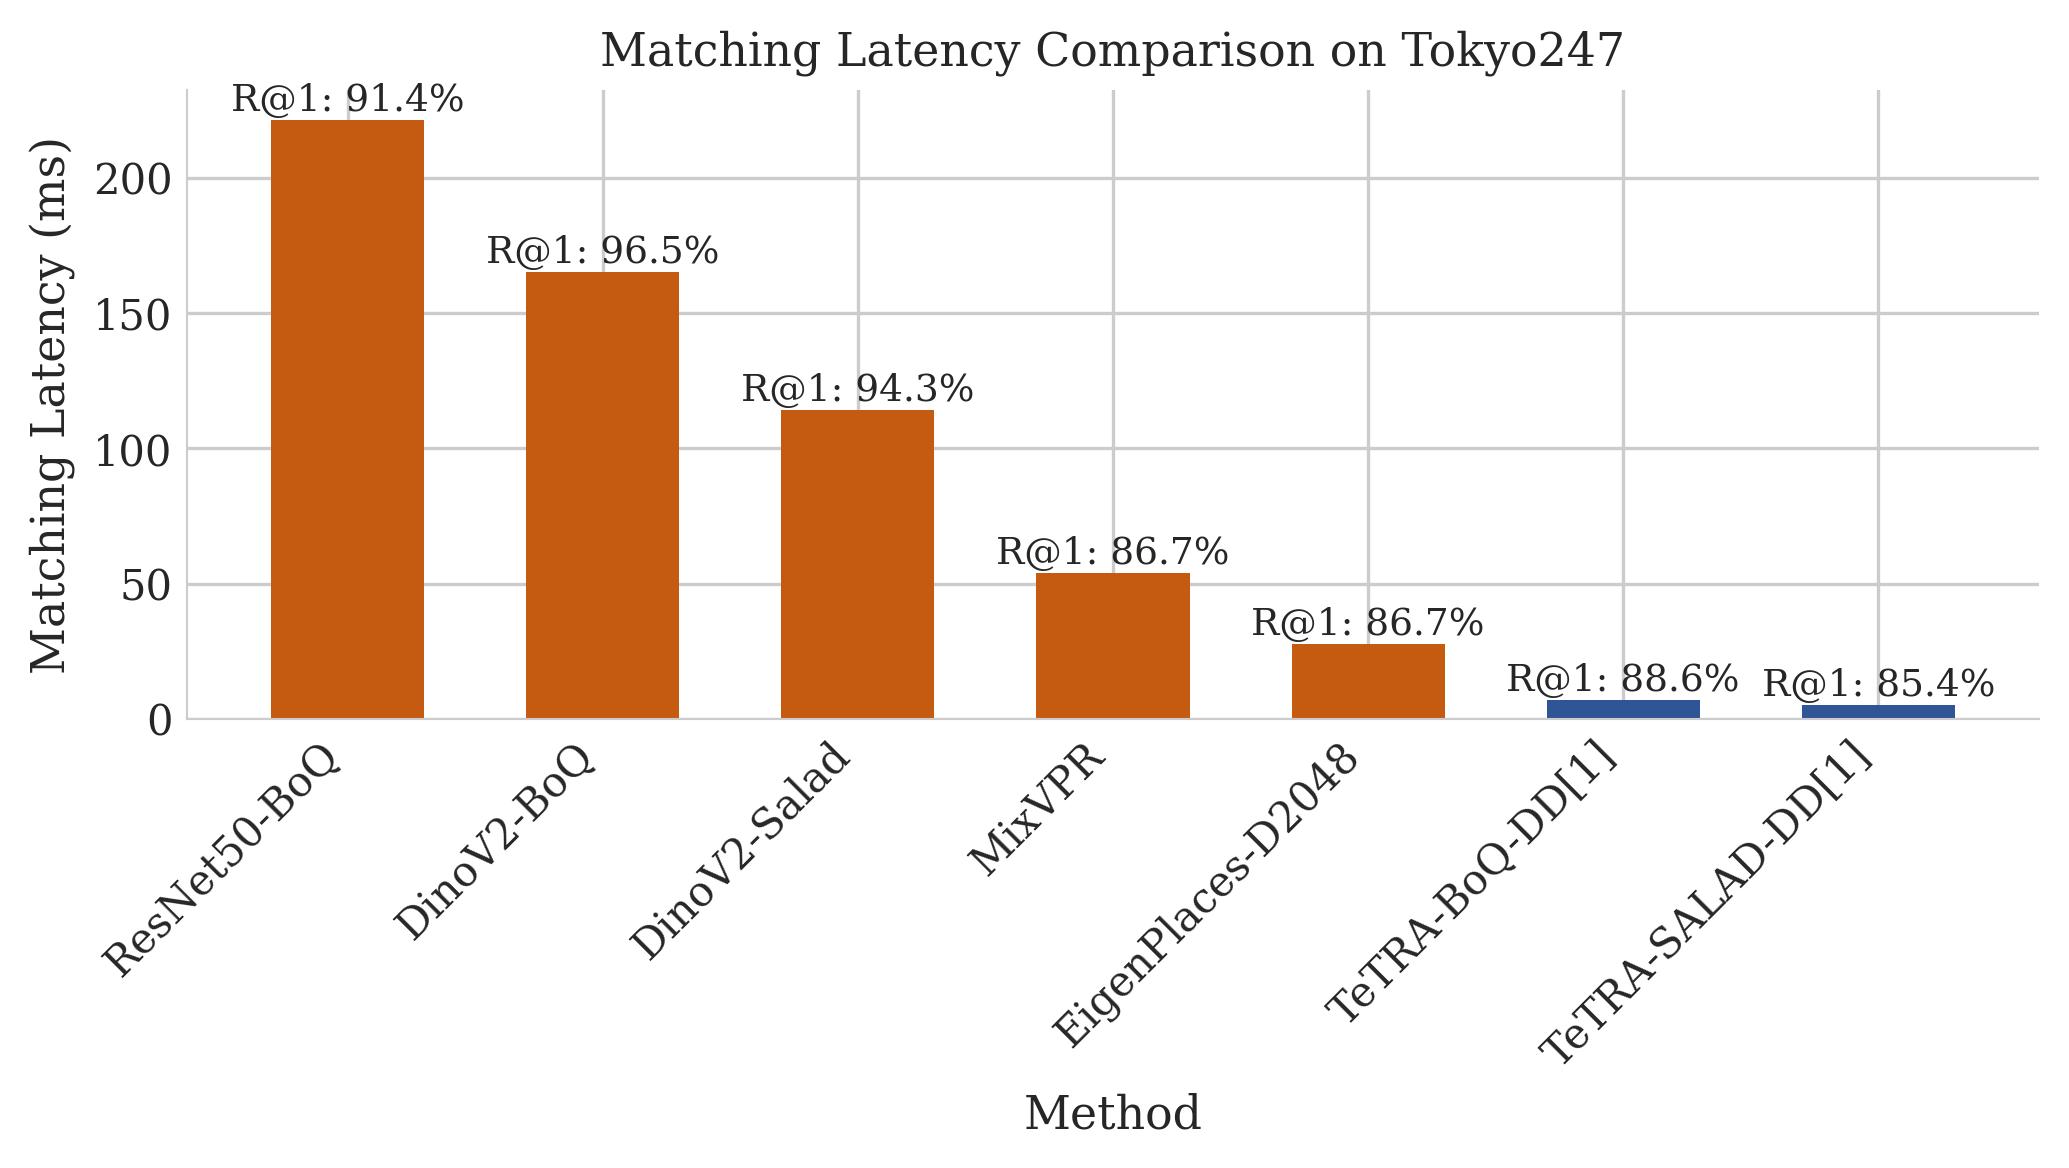 Matching Latency Comparison on Tokyo247
Matching Latency (ms)
200
150
100
50
0
R@1: 91.4%
R@1: 96.5%
R@1: 94.3%
R@1: 86.7%
R@1: 86.7%
R@1: 88.6%
R@1: 85.4%
ResNet50-BoQ
DinoV2-BoQ
DinoV2-Salad
MixVPR
EigenPlaces-D2048
TeTRA-BoQ-DD[1]
TeTRA-SALAD-DD[1]
Method